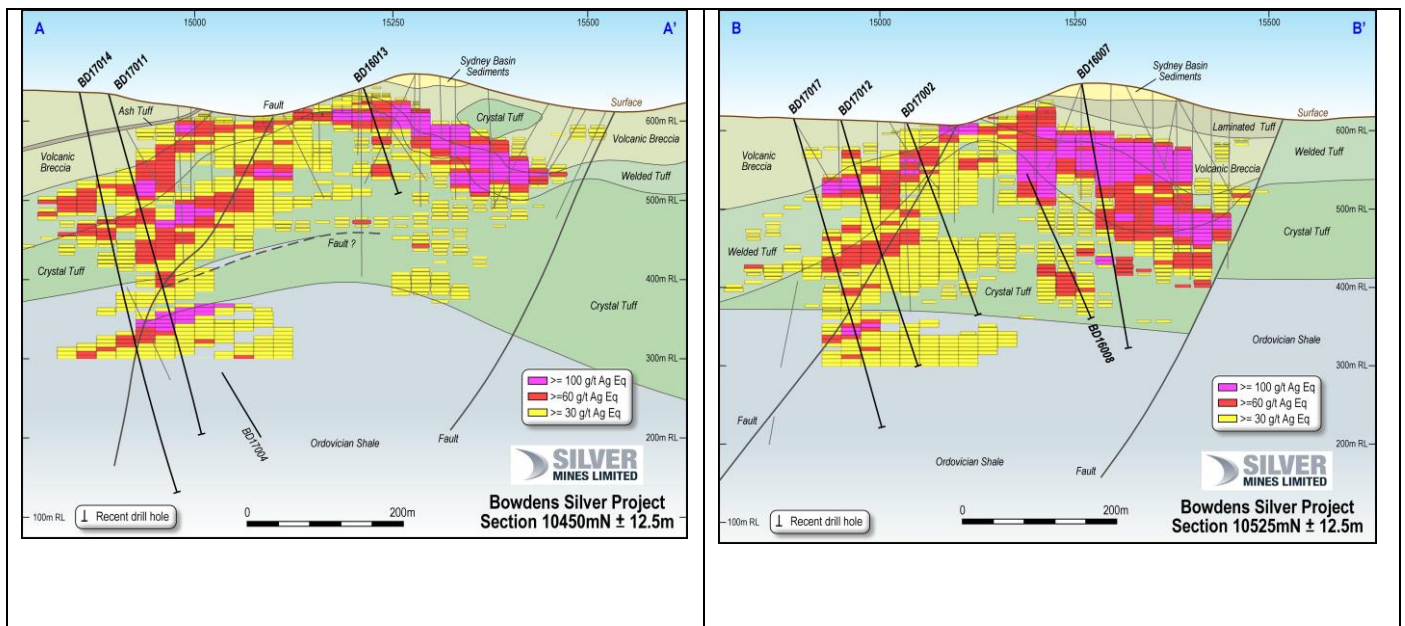 A
15000
15250
15500
A'
BD17014
BD17011
BD16013
Sydney Basin
Sediments
Ash Tuff
Fault
Crystal Tuff
Surface
600m RL
Volcanic
Breccia
Volcanic Breccia
Welded Tuff
500m RL
Crystal Tuff
Fault ?
400m RL
Crystal Tuff
300m RL
>= 100 g/t Ag Eq
>=60 g/t Ag Eq
>= 30 g/t Ag Eq
BD17004
Ordovician Shale
Fault
200m RL
SILVER
MINES LIMITED
Bowdens Silver Project
Section 10450mN ± 12.5m
100m RL
Recent drill hole
0
200m
B
15000
15250
15500
B'
BD17017
BD17012
BD17002
BD16007
Sydney Basin
Sediments
Surface
600m RL
Laminated Tuff
Welded Tuff
Volcanic
Breccia
Volcanic Breccia
500m RL
Crystal Tuff
Welded Tuff
Crystal Tuff
400m RL
BD16008
Ordovician Shale
300m RL
>= 100 g/t Ag Eq
>=60 g/t Ag Eq
>= 30 g/t Ag Eq
Fault
200m RL
Ordovician Shale
Fault
SILVER
MINES LIMITED
Bowdens Silver Project
Section 10525mN ± 12.5m
100m RL
Recent drill hole
0
200m